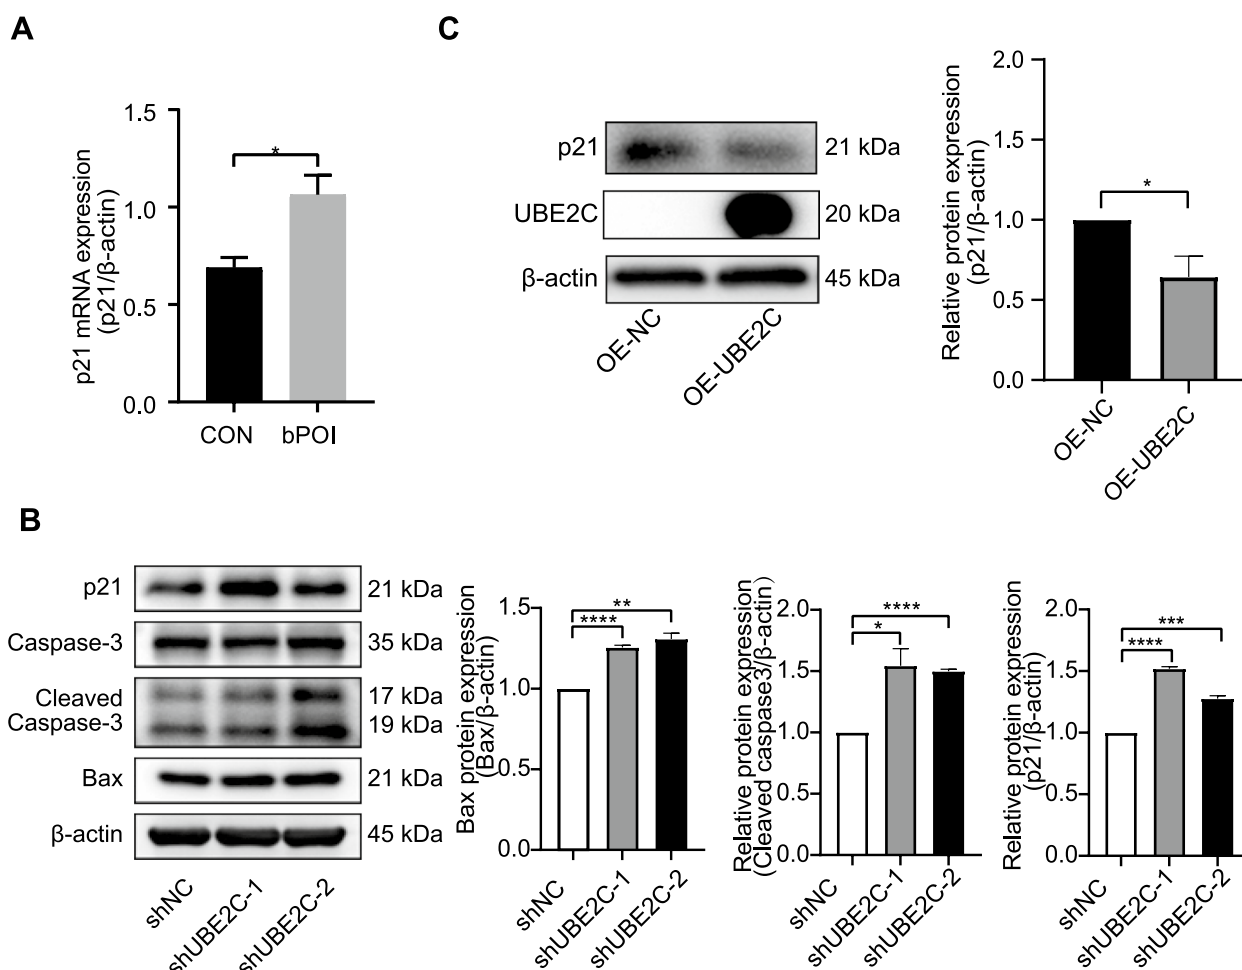 A
p21 mRNA expression
(p21/β-actin)
1.5
1.0
0.5
0.0
*
CON
bPOI
C
p21
21 kDa
UBE2C
20 kDa
β-actin
45 kDa
OE-NC
OE-UBE2C
Relative protein expression
(p21/β-actin)
2.0
1.5
1.0
0.5
0.0
*
OE-NC
OE-UBE2C
B
p21
21 kDa
Caspase-3
35 kDa
Cleaved
Caspase-3
17 kDa
19 kDa
Bax
21 kDa
β-actin
45 kDa
shNC
shUBE2C-1
shUBE2C-2
Bax protein expression
(Bax/β-actin)
1.5
1.0
0.5
0.0
**
****
shNC
shUBE2C-1
shUBE2C-2
Relative protein expression
(Cleaved caspase3/β-actin)
2.0
1.5
1.0
0.5
0.0
****
*
shNC
shUBE2C-1
shUBE2C-2
Relative protein expression
(p21/β-actin)
2.0
1.5
1.0
0.5
0.0
***
****
shNC
shUBE2C-1
shUBE2C-2